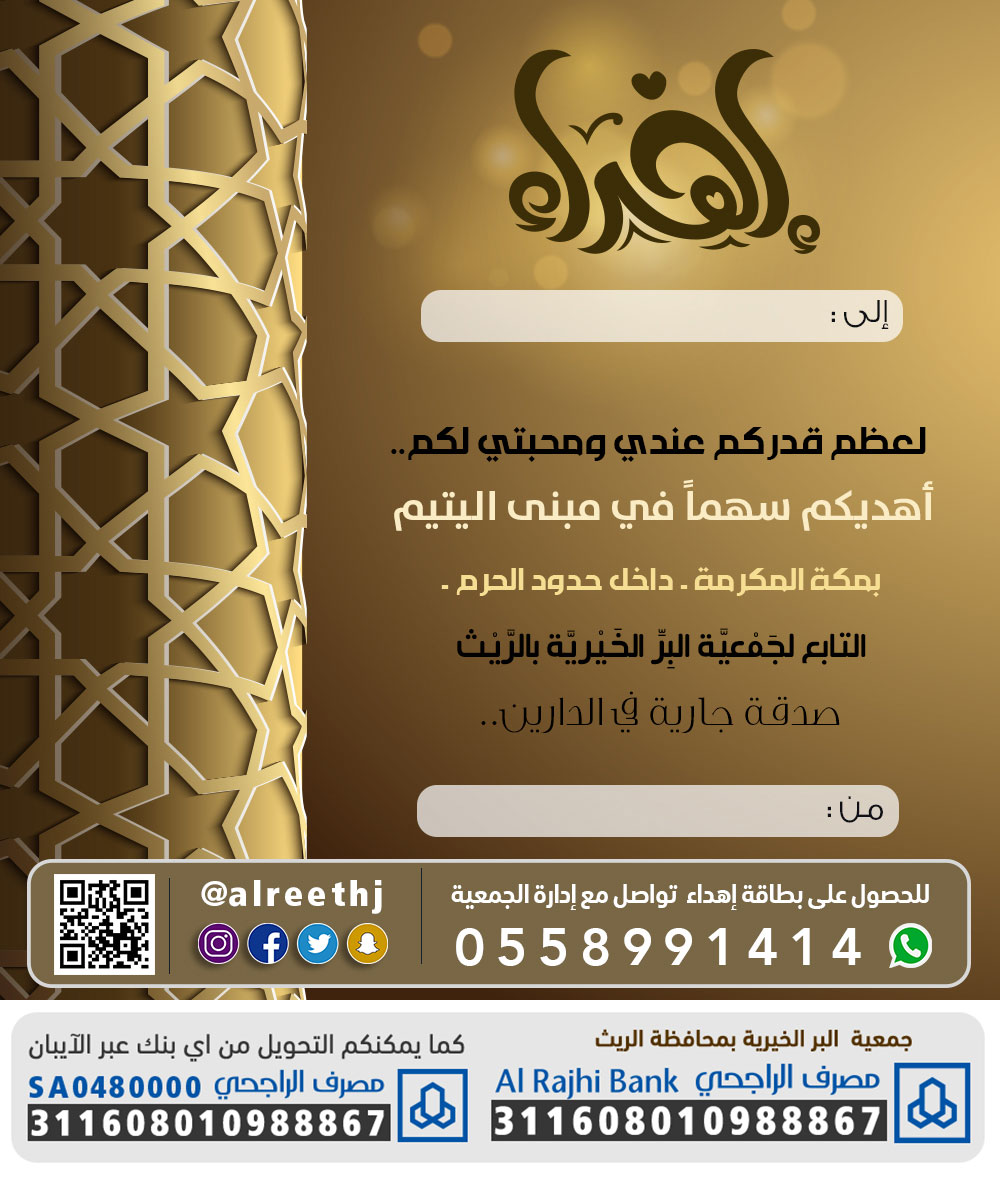 إهداء
إلى :
لعظم قدركم عندي ومحبتي لكم..
أهديكم سهماً في مبنى اليتيم
بمكة المكرمة - داخل حدود الحرم -
التابع لجَمْعيَّة البِرِّ الخَيْريَّة بالرَّيْث
صدقة جارية في الدارين..
من :
للحصول على بطاقة إهداء تواصل مع إدارة الجمعية
0558991414
@alreethj
جمعية البر الخيرية بمحافظة الريث
مصرف الراجحي Al Rajhi Bank
311608010988867
كما يمكنكم التحويل من اي بنك عبر الآيبان
مصرف الراجحي SA0480000
311608010988867